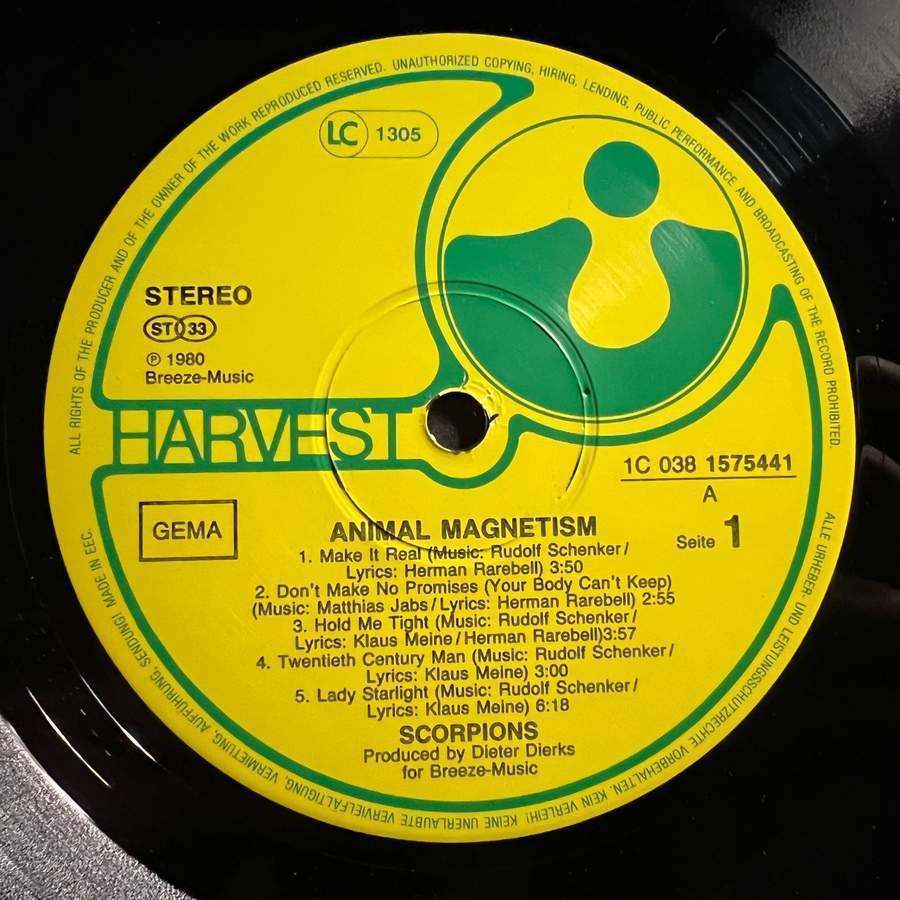 ALL RIGHTS OF THE PRODUCER AND OF THE OWNER OF THE WORK REPRODUCED RESERVED. UNAUTHORIZED COPYING, HIRING, LENDING, PUBLIC PERFORMANCE AND BROADCASTING OF THE RECORD PROHIBITED.
LC 1305
STEREO
ST 33
℗ 1980
Breeze-Music
HARVEST
1C 038 1575441
A
Seite 1
GEMA
ANIMAL MAGNETISM
1. Make It Real (Music: Rudolf Schenker/
Lyrics: Herman Rarebell) 3:50
2. Don't Make No Promises (Your Body Can't Keep)
(Music: Matthias Jabs/Lyrics: Herman Rarebell) 2:55
3. Hold Me Tight (Music: Rudolf Schenker/
Lyrics: Klaus Meine/Herman Rarebell)3:57
4. Twentieth Century Man (Music: Rudolf Schenker/
Lyrics: Klaus Meine) 3:00
5. Lady Starlight (Music: Rudolf Schenker/
Lyrics: Klaus Meine) 6:18
SCORPIONS
Produced by Dieter Dierks
for Breeze-Music
ALLE URHEBER- UND LEISTUNGSSCHUTZRECHTE VORBEHALTEN. KEIN VERLEIH! KEINE UNERLAUBTE VERVIELFÄLTIGUNG, VERMIETUNG, AUFFÜHRUNG, SENDUNG! MADE IN EEC.